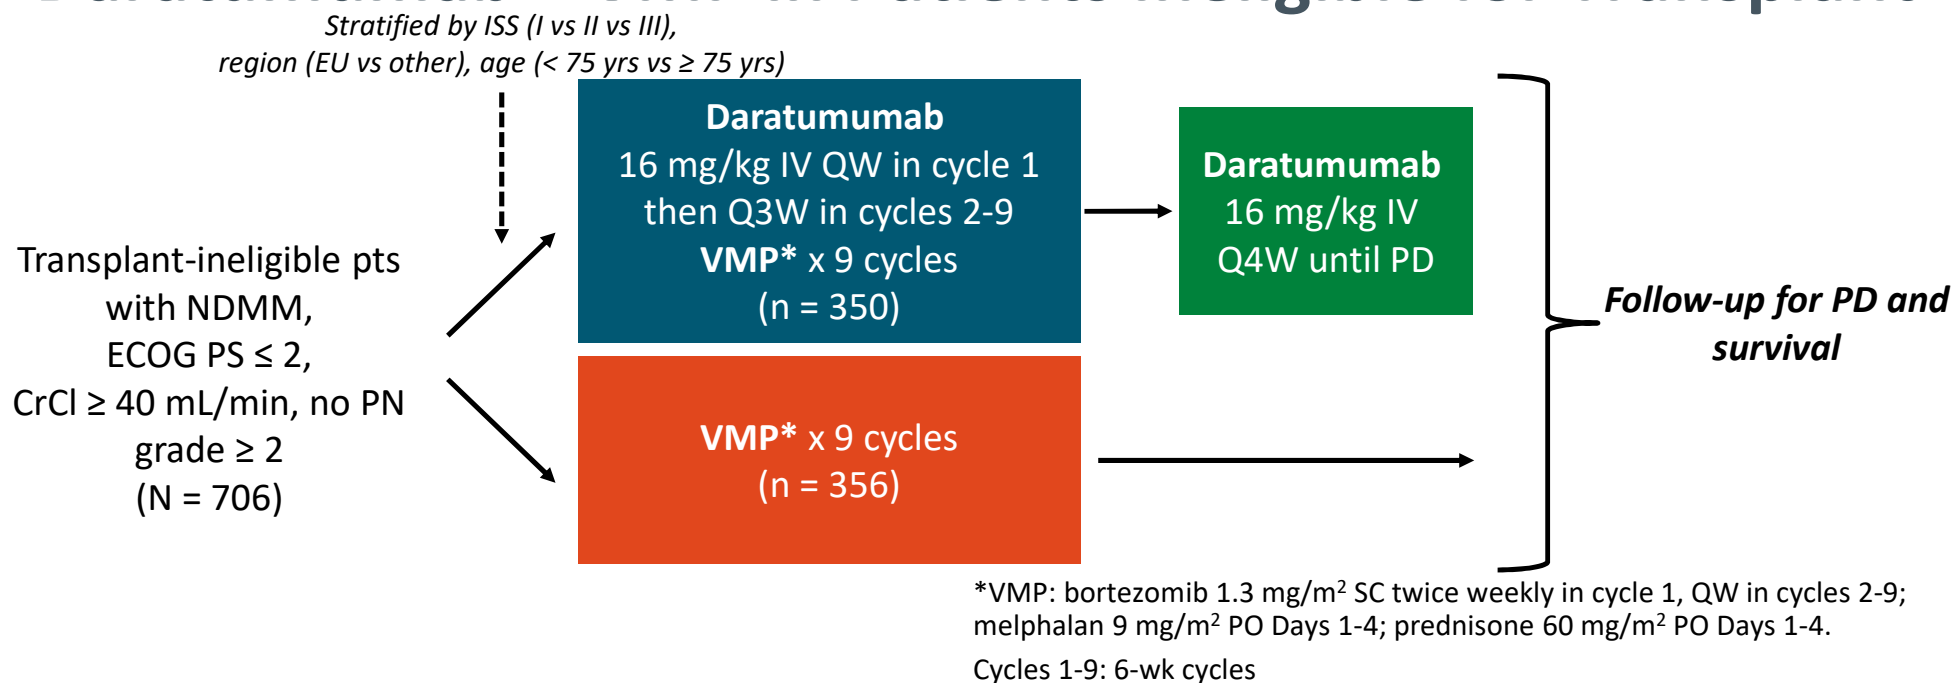 Stratified by ISS (I vs II vs III),
region (EU vs other), age (< 75 yrs vs ≥ 75 yrs)
Transplant-ineligible pts
with NDMM,
ECOG PS ≤ 2,
CrCl ≥ 40 mL/min, no PN
grade ≥ 2
(N = 706)
Daratumumab
16 mg/kg IV QW in cycle 1
then Q3W in cycles 2-9
VMP* x 9 cycles
(n = 350)
Daratumumab
16 mg/kg IV
Q4W until PD
VMP* x 9 cycles
(n = 356)
Follow-up for PD and
survival
*VMP: bortezomib 1.3 mg/m² SC twice weekly in cycle 1, QW in cycles 2-9;
melphalan 9 mg/m² PO Days 1-4; prednisone 60 mg/m² PO Days 1-4.
Cycles 1-9: 6-wk cycles